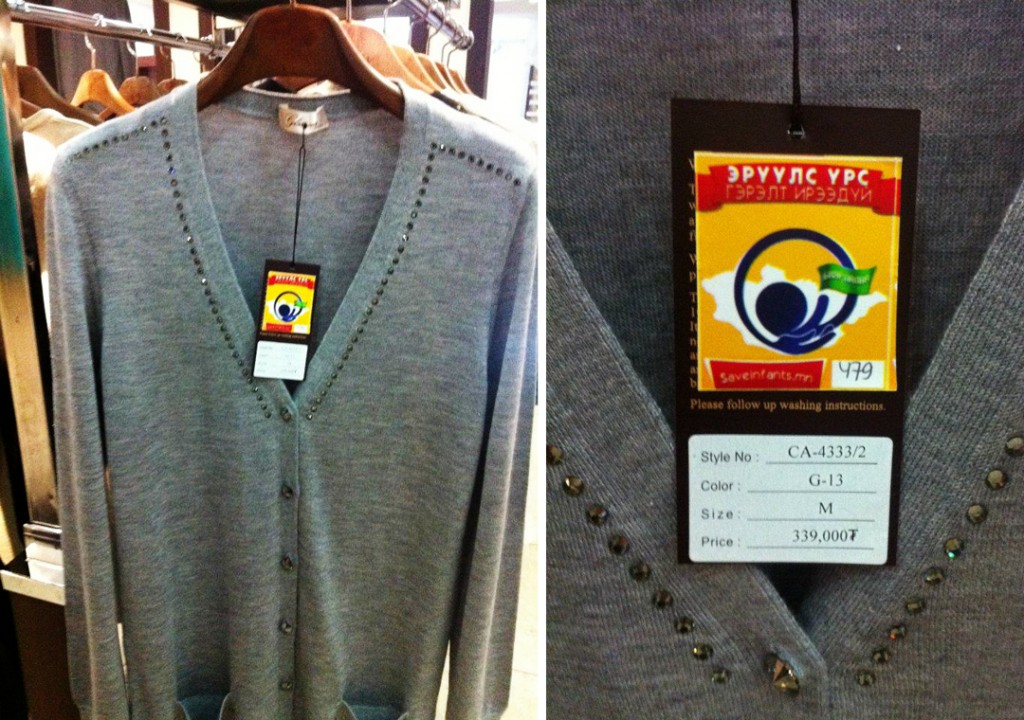 ЭРҮҮЛС ҮРС
ГЭРЭЛТ ИРЭЭДҮЙ
Saveinfants.mn
479
Please follow up washing instructions.
Style No : CA-4333/2
Color : G-13
Size : M
Price : 339,000₮